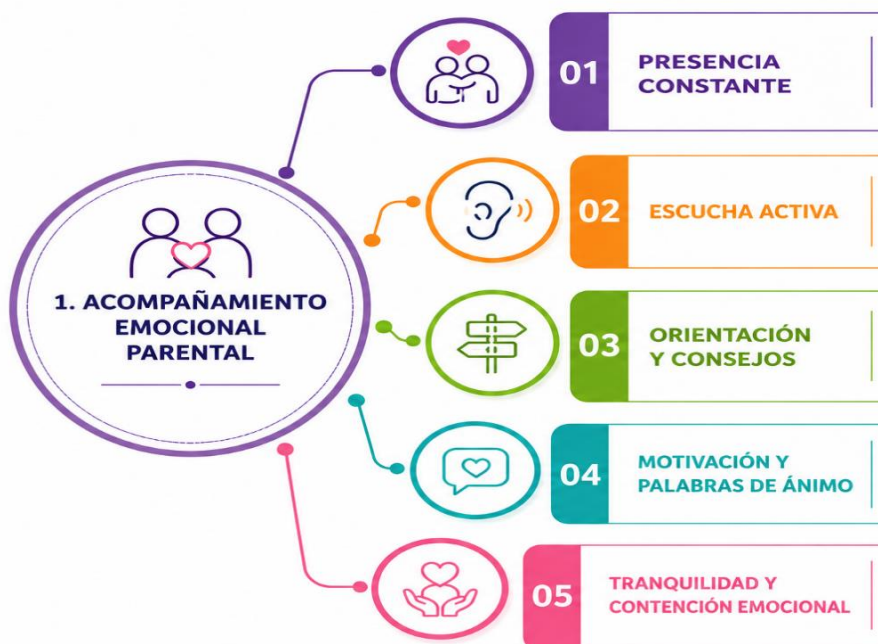 1. ACOMPAÑAMIENTO
EMOCIONAL
PARENTAL
01
PRESENCIA
CONSTANTE
02
ESCUCHA ACTIVA
03
ORIENTACIÓN
Y CONSEJOS
04
MOTIVACIÓN Y
PALABRAS DE ÁNIMO
05
TRANQUILIDAD Y
CONTENCIÓN EMOCIONAL